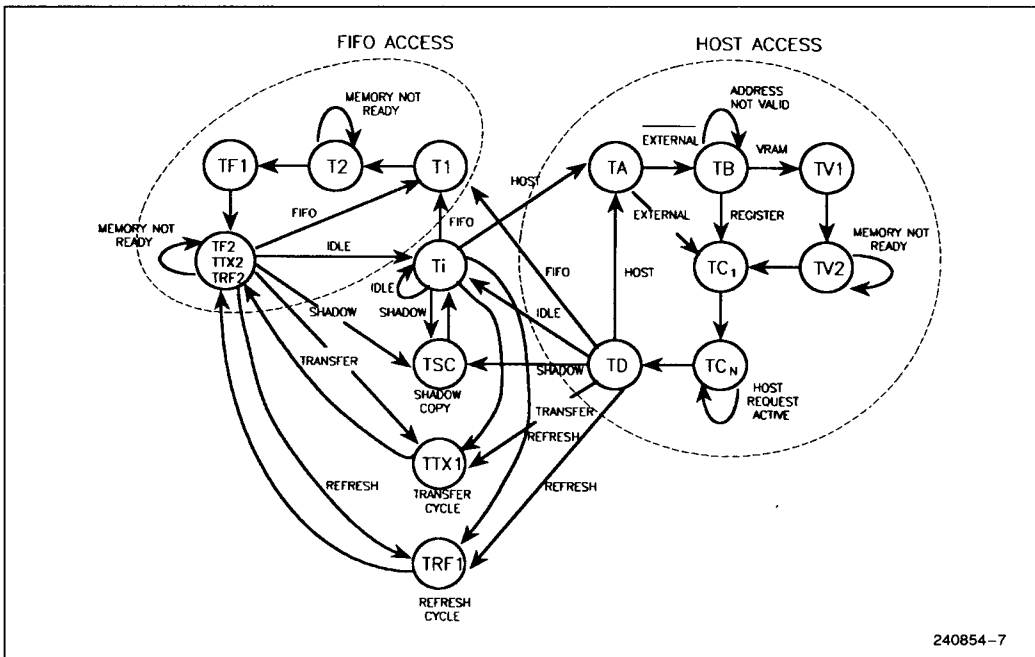 FIFO ACCESS
HOST ACCESS
MEMORY NOT
READY
ADDRESS
NOT VALID
EXTERNAL
VRAM
TF1
T2
T1
TA
TB
TV1
HOST
FIFO
FIFO
EXTERNAL
REGISTER
MEMORY NOT
READY
MEMORY NOT
READY
TF2
TTX2
TRF2
IDLE
Ti
TC1
TV2
IDLE
SHADOW
FIFO
HOST
IDLE
SHADOW
TRANSFER
TSC
SHADOW
COPY
SHADOW
TD
TCN
HOST
REQUEST
ACTIVE
TRANSFER
REFRESH
TTX1
TRANSFER
CYCLE
REFRESH
REFRESH
TRF1
REFRESH
CYCLE
240854-7